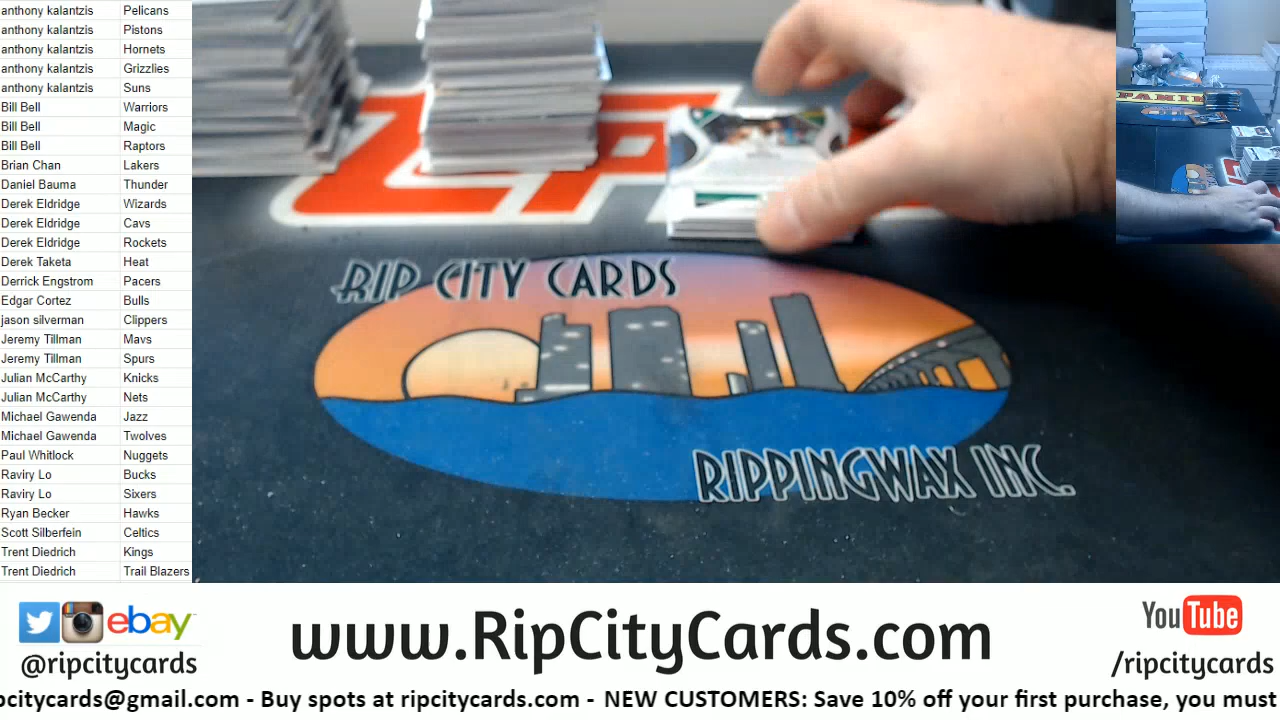 anthony kalantzis Pelicans
anthony kalantzis Pistons
anthony kalantzis Hornets
anthony kalantzis Grizzlies
anthony kalantzis Suns
Bill Bell Warriors
Bill Bell Magic
Bill Bell Raptors
Brian Chan Lakers
Daniel Bauma Thunder
Derek Eldridge Wizards
Derek Eldridge Cavs
Derek Eldridge Rockets
Derek Taketa Heat
Derrick Engstrom Pacers
Edgar Cortez Bulls
jason silverman Clippers
Jeremy Tillman Mavs
Jeremy Tillman Spurs
Julian McCarthy Knicks
Julian McCarthy Nets
Michael Gawenda Jazz
Michael Gawenda Twolves
Paul Whitlock Nuggets
Raviry Lo Bucks
Raviry Lo Sixers
Ryan Becker Hawks
Scott Silberfein Celtics
Trent Diedrich Kings
Trent Diedrich Trail Blazers
PANINI
RIP CITY CARDS
RIPPINGWAX INC.
ebay
@ripcitycards
www.RipCityCards.com
YouTube
/ripcitycards
pcitycards@gmail.com - Buy spots at ripcitycards.com - NEW CUSTOMERS: Save 10% off your first purchase, you must